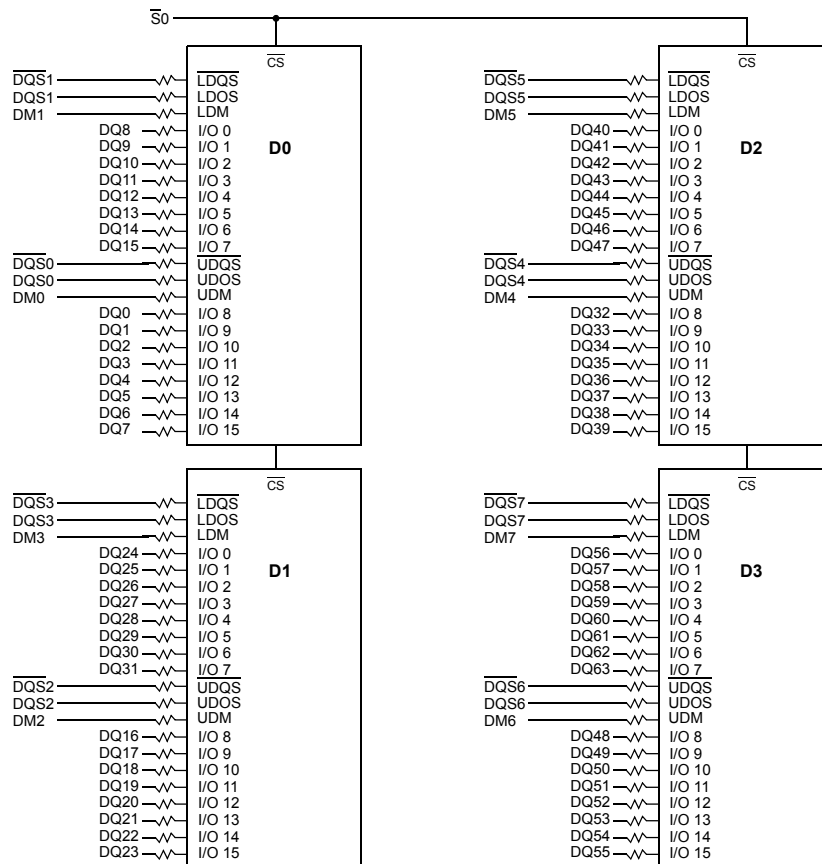 S0
CS
DQS1 LDQS
DQS1 LDOS
DM1 LDM
DQ8 I/O 0
DQ9 I/O 1
DQ10 I/O 2
DQ11 I/O 3
DQ12 I/O 4
DQ13 I/O 5
DQ14 I/O 6
DQ15 I/O 7
DQS0 UDQS
DQS0 UDOS
DM0 UDM
DQ0 I/O 8
DQ1 I/O 9
DQ2 I/O 10
DQ3 I/O 11
DQ4 I/O 12
DQ5 I/O 13
DQ6 I/O 14
DQ7 I/O 15
D0
CS
DQS5 LDQS
DQS5 LDOS
DM5 LDM
DQ40 I/O 0
DQ41 I/O 1
DQ42 I/O 2
DQ43 I/O 3
DQ44 I/O 4
DQ45 I/O 5
DQ46 I/O 6
DQ47 I/O 7
DQS4 UDQS
DQS4 UDOS
DM4 UDM
DQ32 I/O 8
DQ33 I/O 9
DQ34 I/O 10
DQ35 I/O 11
DQ36 I/O 12
DQ37 I/O 13
DQ38 I/O 14
DQ39 I/O 15
D2
CS
DQS3 LDQS
DQS3 LDOS
DM3 LDM
DQ24 I/O 0
DQ25 I/O 1
DQ26 I/O 2
DQ27 I/O 3
DQ28 I/O 4
DQ29 I/O 5
DQ30 I/O 6
DQ31 I/O 7
DQS2 UDQS
DQS2 UDOS
DM2 UDM
DQ16 I/O 8
DQ17 I/O 9
DQ18 I/O 10
DQ19 I/O 11
DQ20 I/O 12
DQ21 I/O 13
DQ22 I/O 14
DQ23 I/O 15
D1
CS
DQS7 LDQS
DQS7 LDOS
DM7 LDM
DQ56 I/O 0
DQ57 I/O 1
DQ58 I/O 2
DQ59 I/O 3
DQ60 I/O 4
DQ61 I/O 5
DQ62 I/O 6
DQ63 I/O 7
DQS6 UDQS
DQS6 UDOS
DM6 UDM
DQ48 I/O 8
DQ49 I/O 9
DQ50 I/O 10
DQ51 I/O 11
DQ52 I/O 12
DQ53 I/O 13
DQ54 I/O 14
DQ55 I/O 15
D3